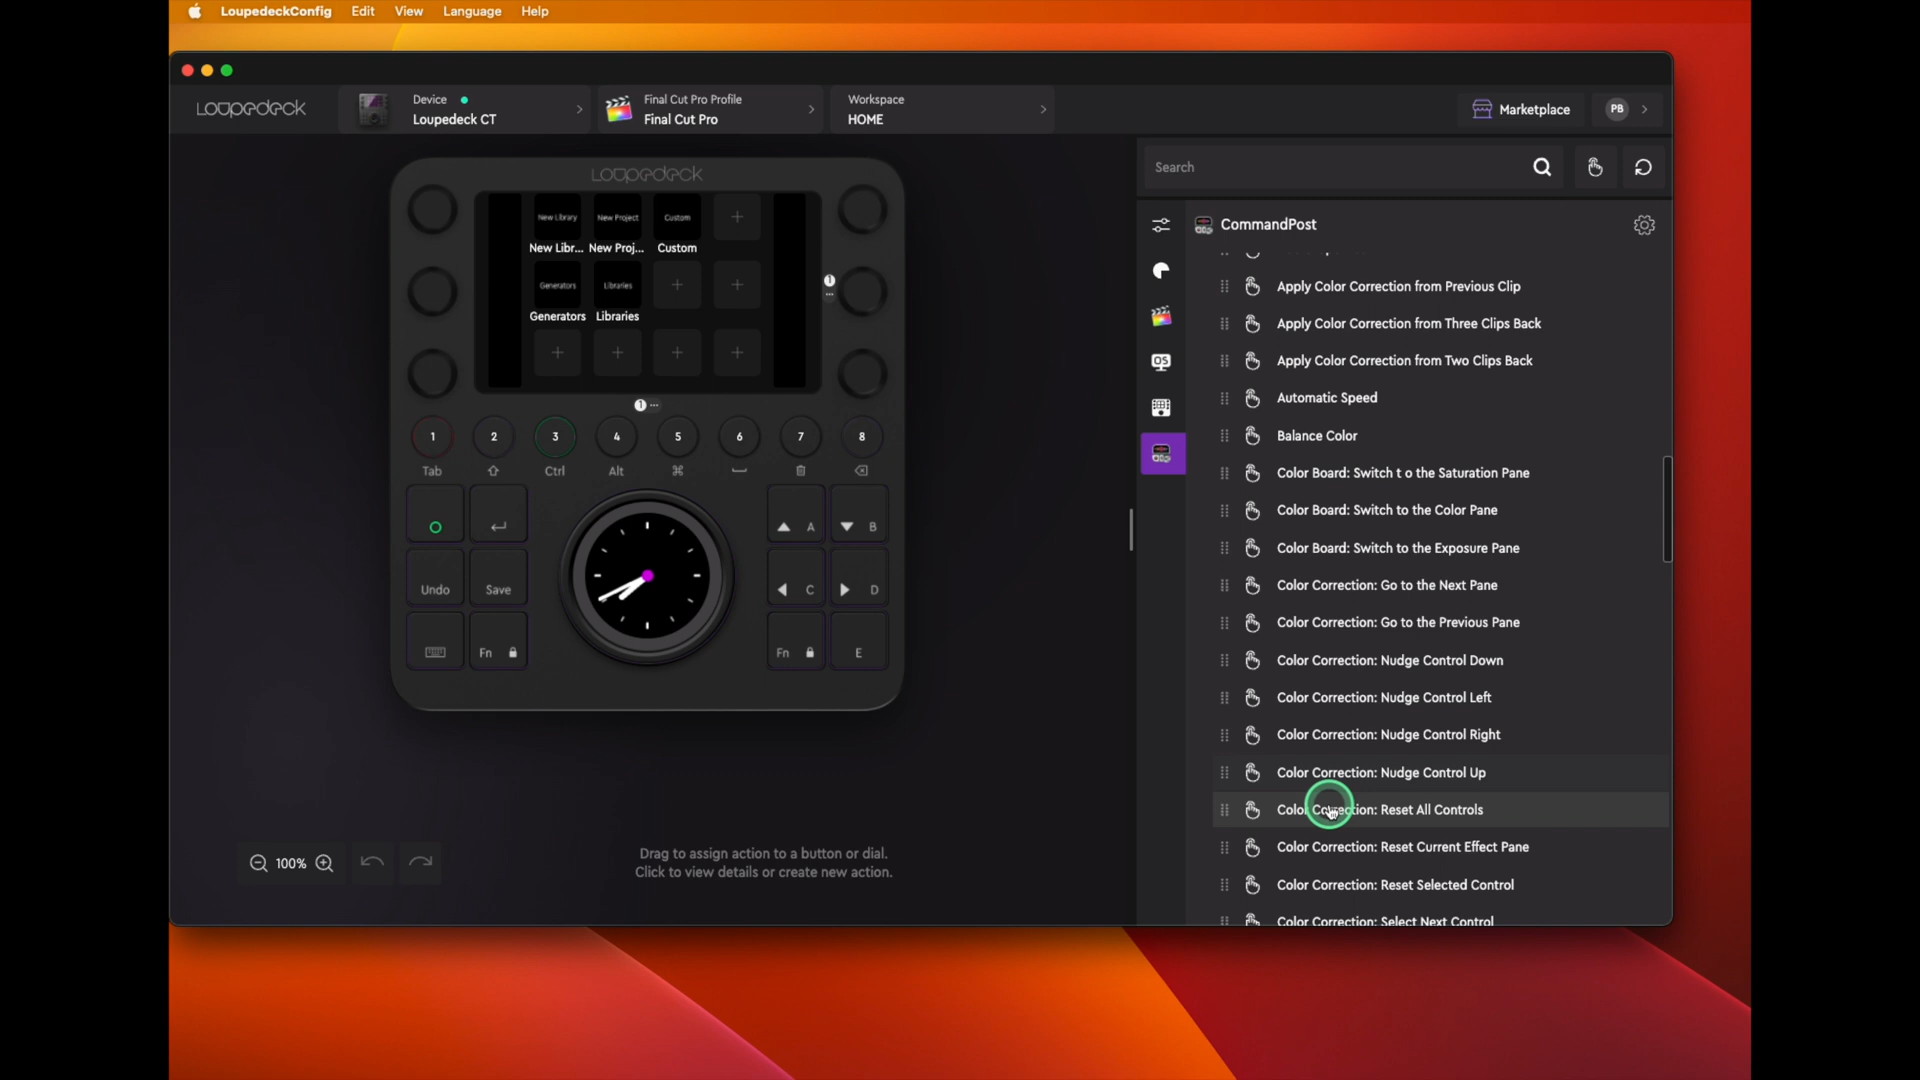 LoupedeckConfig Edit View Language Help
Loupedeck
Device
Loupedeck CT
Final Cut Pro Profile
Final Cut Pro
Workspace
HOME
Marketplace
PB
Search
CommandPost
Loupedeck
New Library New Project Custom
New Libr... New Proj... Custom
Generators Libraries
Generators Libraries
1
1
1 2 3 4 5 6 7 8
Tab Ctrl Alt
A B
Undo Save C D
Fn Fn E
100%
Drag to assign action to a button or dial.
Click to view details or create new action.
Apply Color Correction from Previous Clip
Apply Color Correction from Three Clips Back
Apply Color Correction from Two Clips Back
Automatic Speed
Balance Color
Color Board: Switch t o the Saturation Pane
Color Board: Switch to the Color Pane
Color Board: Switch to the Exposure Pane
Color Correction: Go to the Next Pane
Color Correction: Go to the Previous Pane
Color Correction: Nudge Control Down
Color Correction: Nudge Control Left
Color Correction: Nudge Control Right
Color Correction: Nudge Control Up
Color Correction: Reset All Controls
Color Correction: Reset Current Effect Pane
Color Correction: Reset Selected Control
Color Correction: Select Next Control